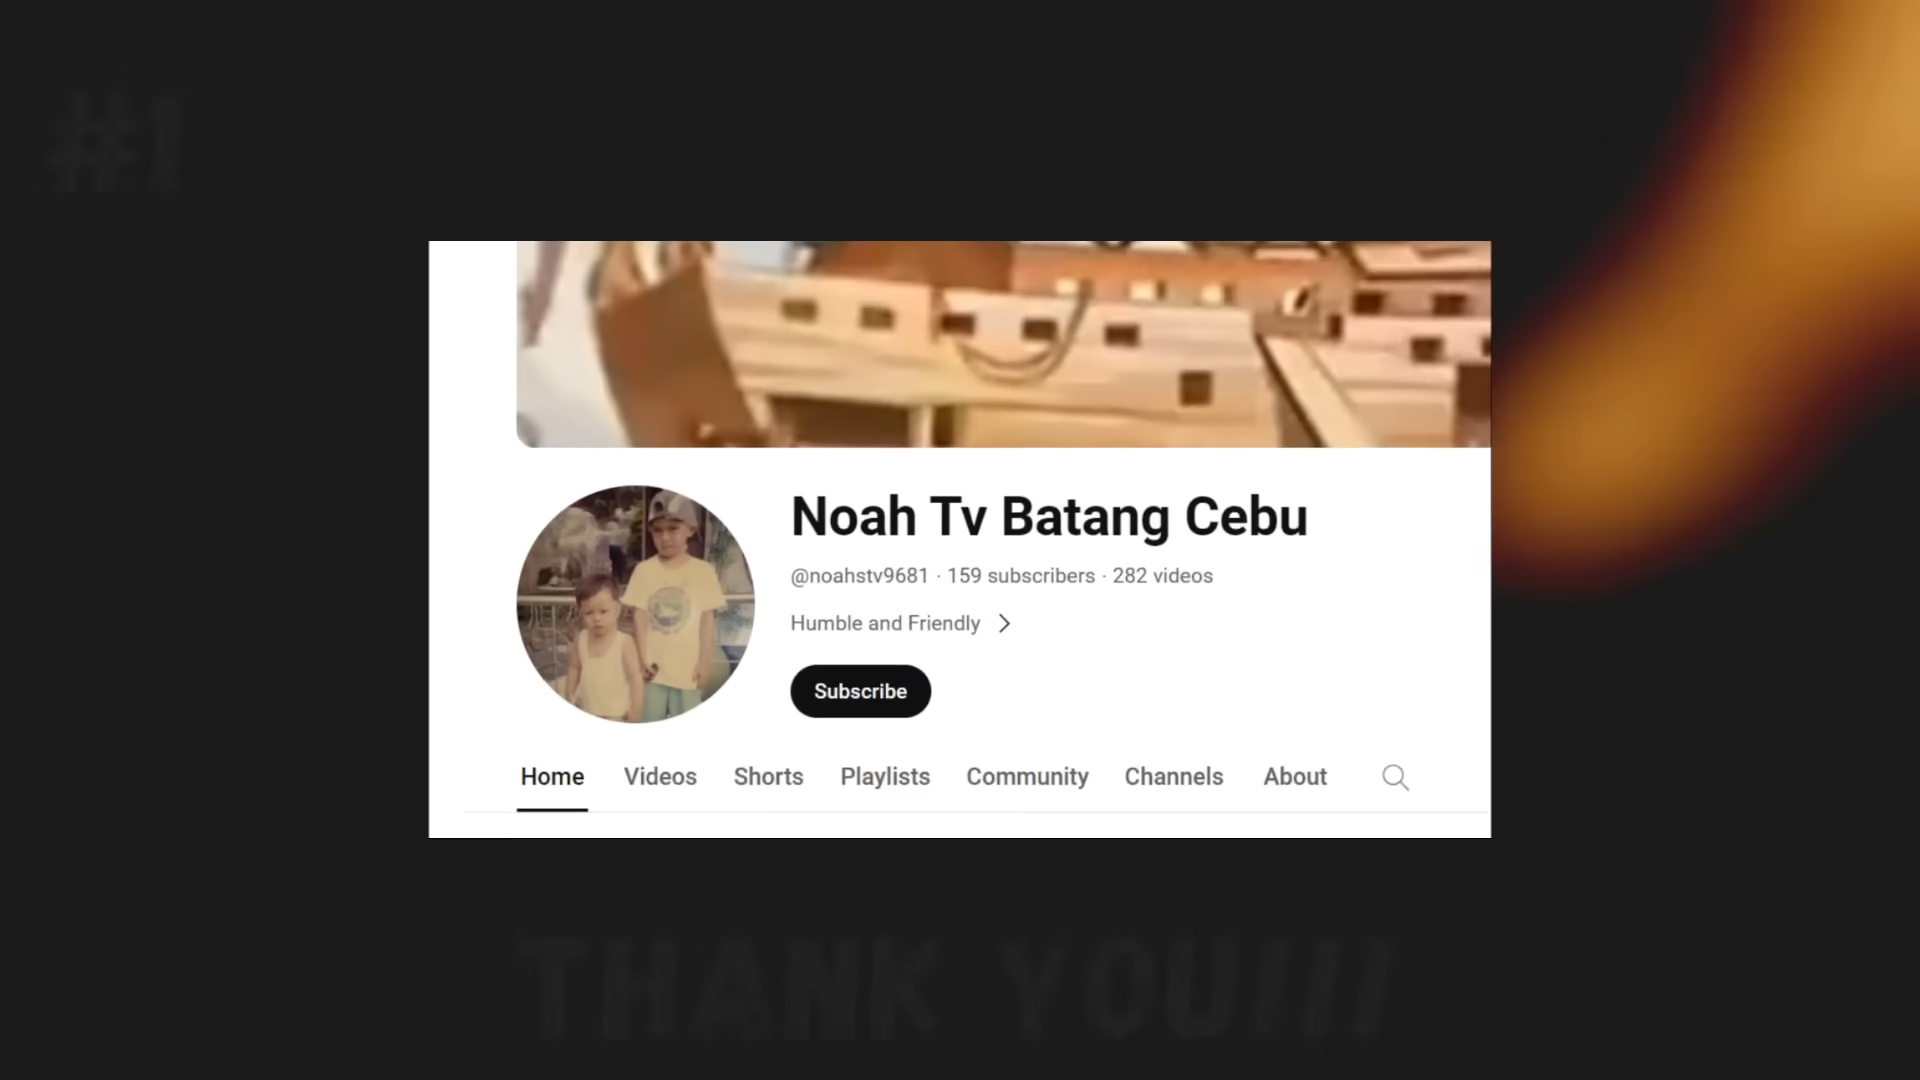 #1
Noah Tv Batang Cebu
@noahstv9681 · 159 subscribers · 282 videos
Humble and Friendly
Subscribe
Home Videos Shorts Playlists Community Channels About
THANK YOU!!!